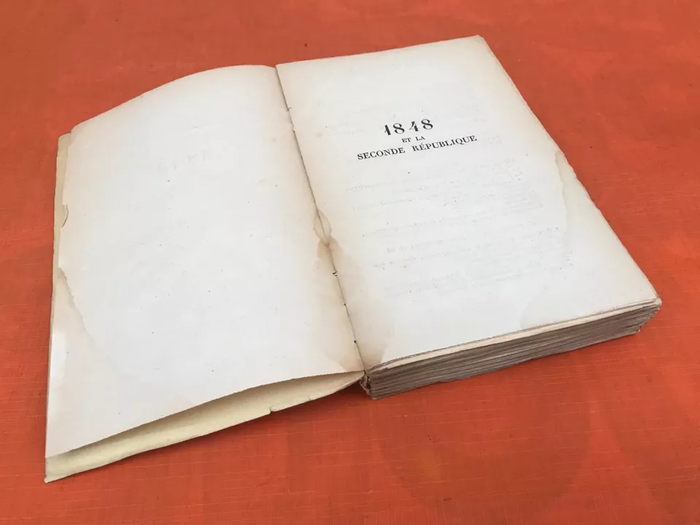 1848
ET LA
SECONDE RÉPUBLIQUE